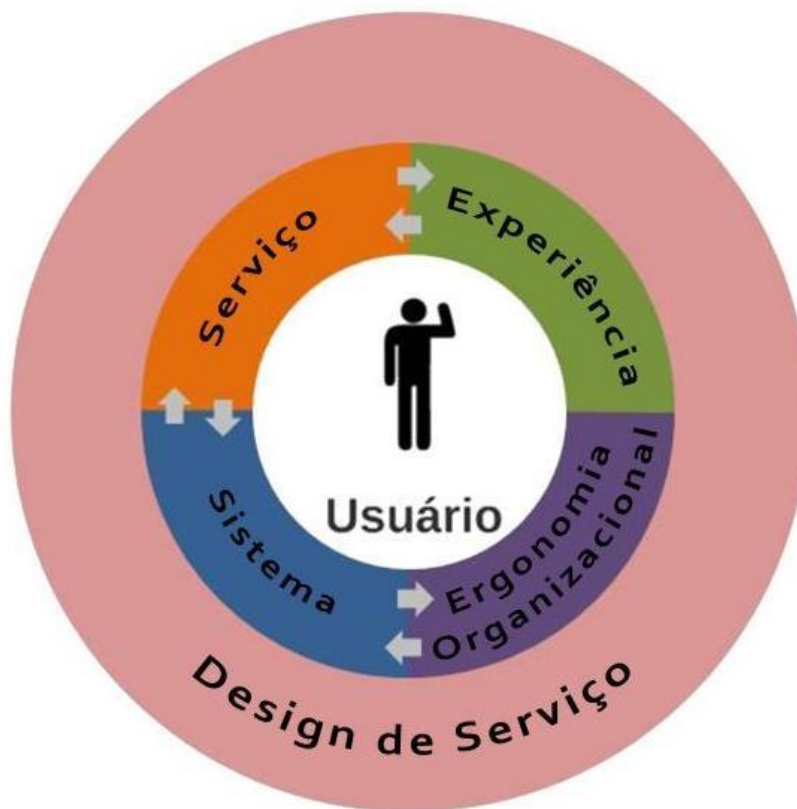 Serviço
Experiência
Usuário
Sistema
Ergonomia
Organizacional
Design de Serviço